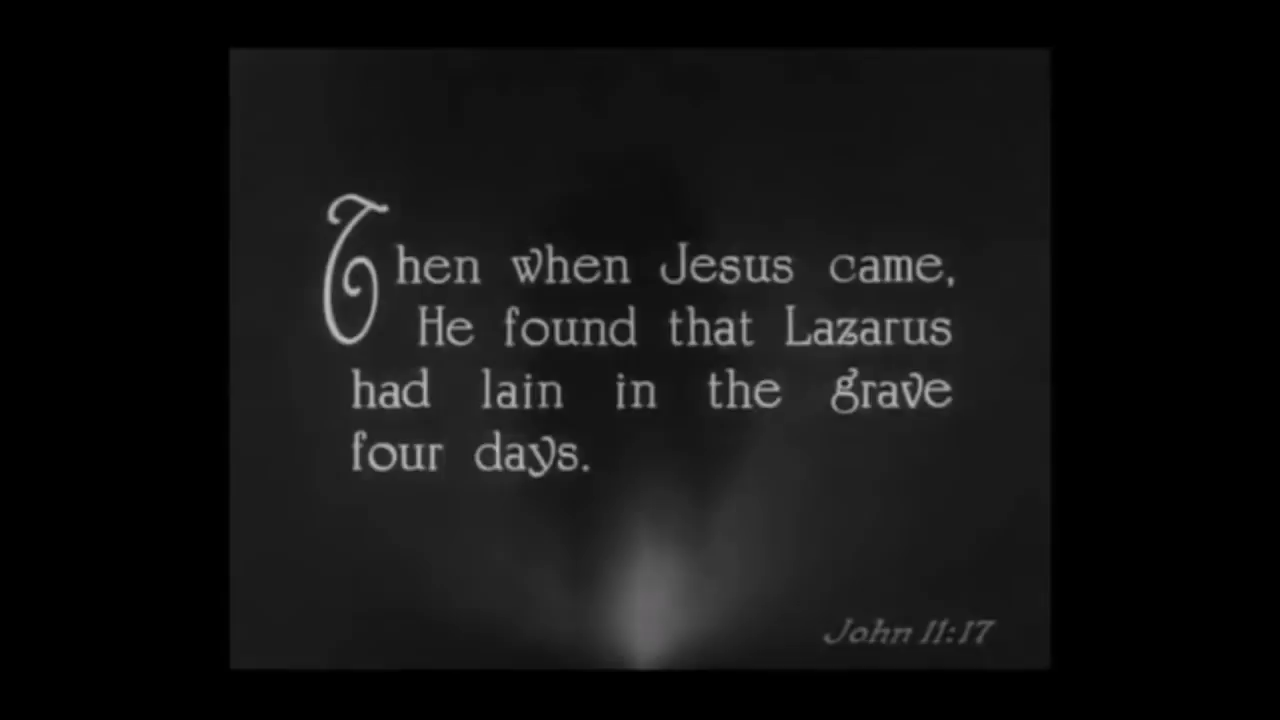 Then when Jesus came,
He found that Lazarus
had lain in the grave
four days.
John 11:17